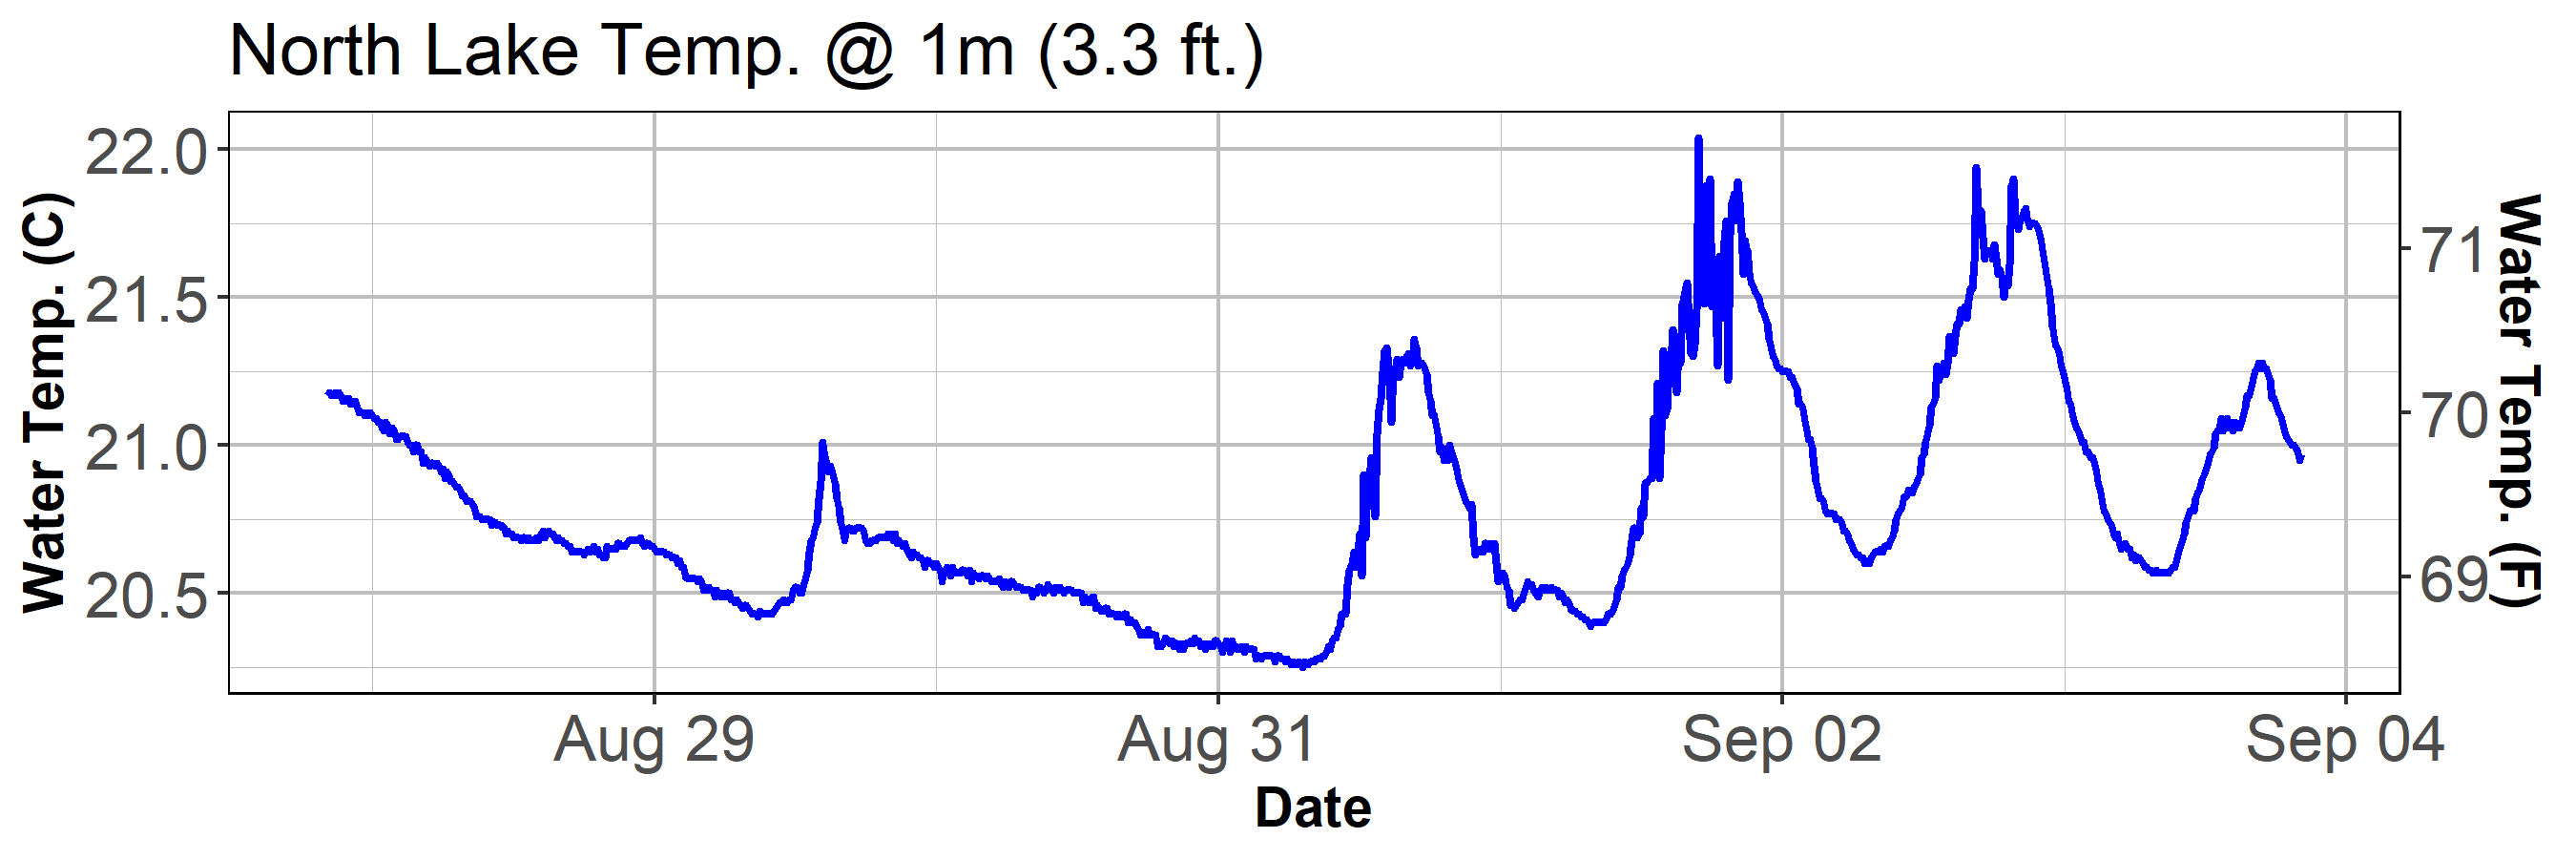 North Lake Temp. @ 1m (3.3 ft.)
Water Temp. (C)
22.0
21.5
21.0
20.5
71
70
69
Water Temp. (F)
Aug 29
Aug 31
Sep 02
Sep 04
Date